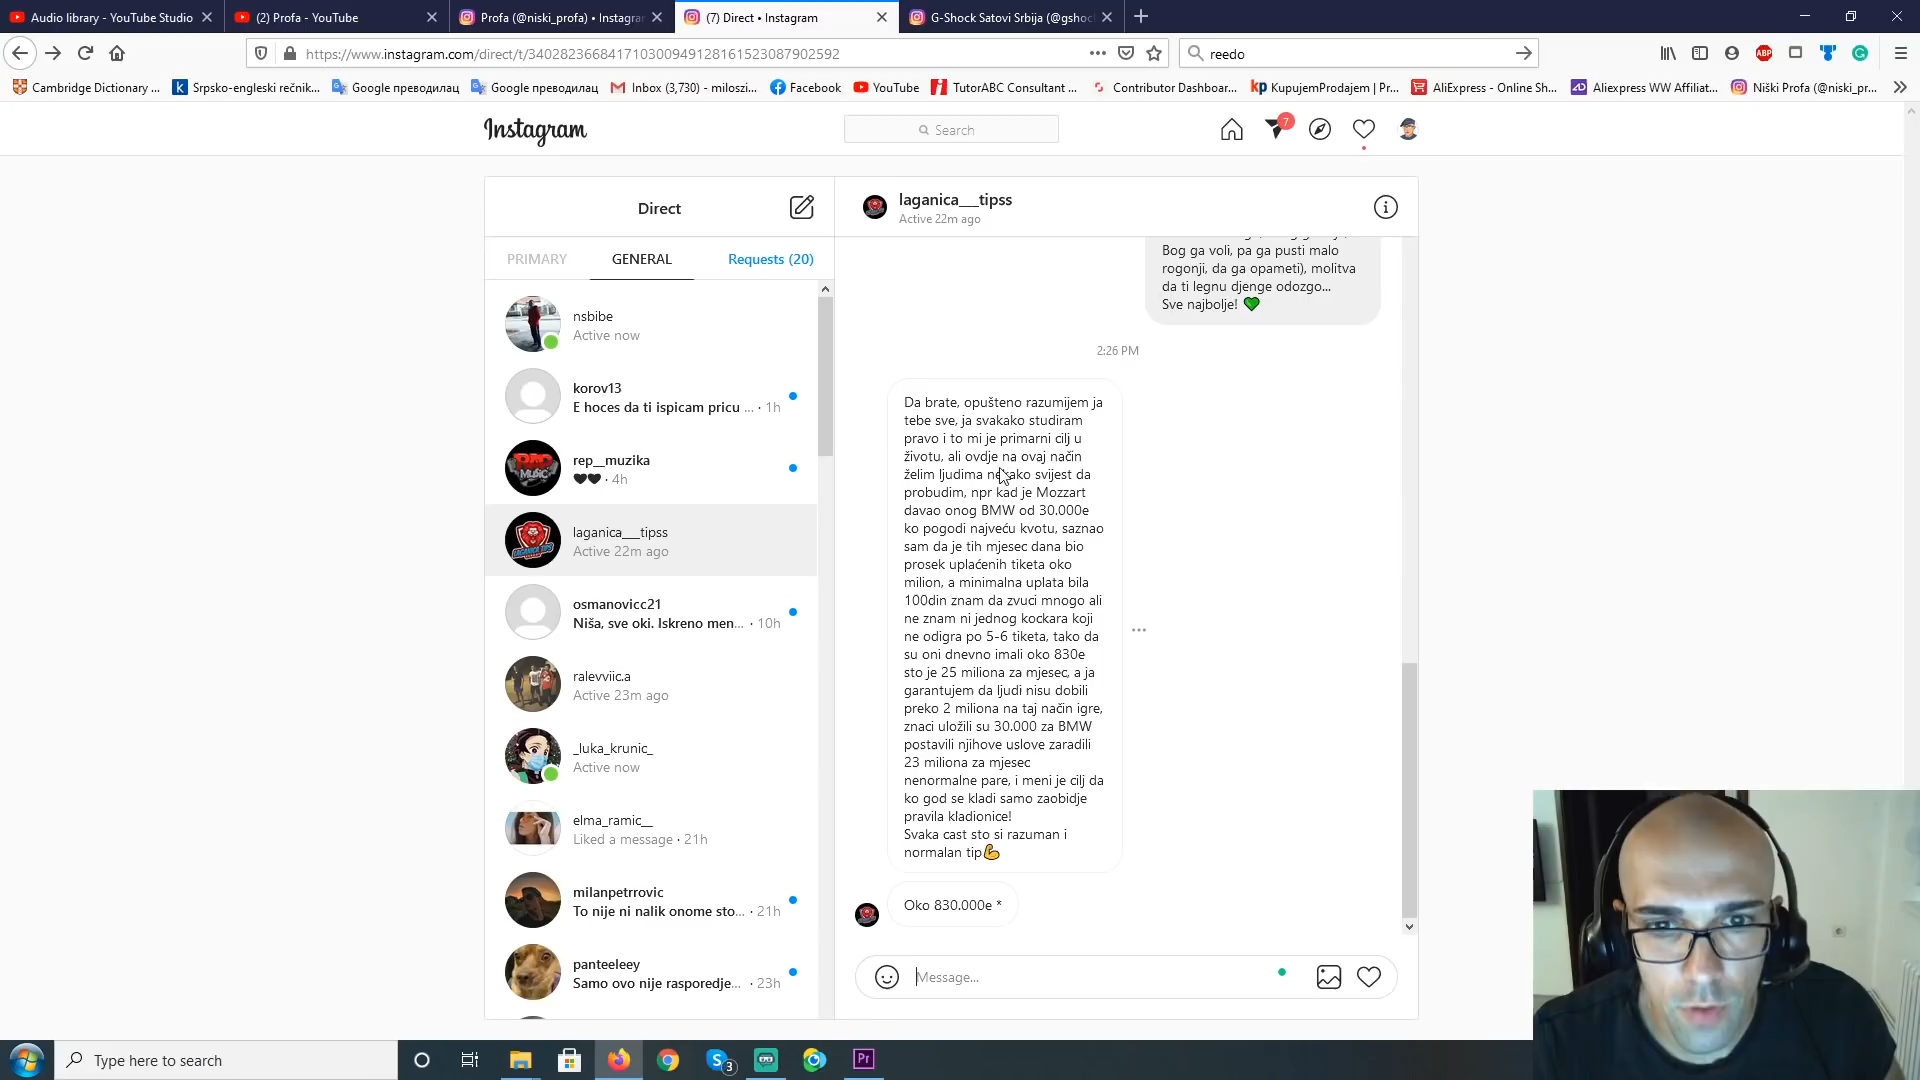 Audio library - YouTube Studio
(2) Profa - YouTube
Profa (@niski_profa) • Instagra
(7) Direct • Instagram
G-Shock Satovi Srbija (@gshoc
https://www.instagram.com/direct/t/340282366841710300949128161523087902592
reedo
Cambridge Dictionary ...
Srpsko-engleski rečnik...
Google преводилац
Google преводилац
Inbox (3,730) - miloszi...
Facebook
YouTube
TutorABC Consultant ...
Contributor Dashboar...
KupujemProdajem | Pr...
AliExpress - Online Sh...
Aliexpress WW Affiliat...
Niški Profa (@niski_pr...
Instagram
Search
7
Direct
laganica___tipss
Active 22m ago
PRIMARY
GENERAL
Requests (20)
nsbibe
Active now
korov13
E hoces da ti ispicam pricu ... · 1h
rep__muzika
🖤🖤 · 4h
laganica___tipss
Active 22m ago
osmanovicc21
Niša, sve oki. Iskreno men... · 10h
ralevviic.a
Active 23m ago
_luka_krunic_
Active now
elma_ramic__
Liked a message · 21h
milanpetrrovic
To nije ni nalik onome sto... · 21h
panteeleey
Samo ovo nije rasporedje... · 23h
Bog ga voli, pa ga pusti malo
rogonji, da ga opameti), molitva
da ti legnu djenge odozgo...
Sve najbolje! 💚
2:26 PM
Da brate, opušteno razumijem ja
tebe sve, ja svakako studiram
pravo i to mi je primarni cilj u
životu, ali ovdje na ovaj način
želim ljudima nekako svijest da
probudim, npr kad je Mozzart
davao onog BMW od 30.000e
ko pogodi najveću kvotu, saznao
sam da je tih mjesec dana bio
prosek uplaćenih tiketa oko
milion, a minimalna uplata bila
100din znam da zvuci mnogo ali
ne znam ni jednog kockara koji
ne odigra po 5-6 tiketa, tako da
su oni dnevno imali oko 830e
sto je 25 miliona za mjesec, a ja
garantujem da ljudi nisu dobili
preko 2 miliona na taj način igre,
znaci uložili su 30.000 za BMW
postavili njihove uslove zaradili
23 miliona za mjesec
nenormalne pare, i meni je cilj da
ko god se kladi samo zaobidje
pravila kladionice!
Svaka cast sto si razuman i
normalan tip💪
Oko 830.000e *
Message...
Type here to search
3
Pr